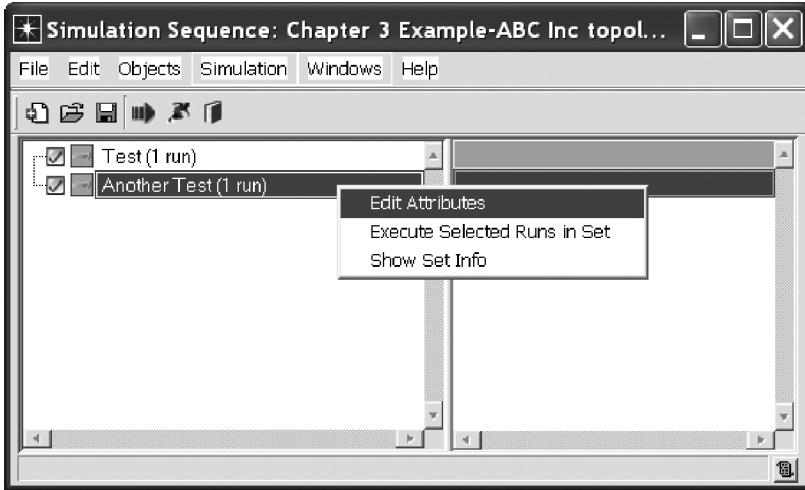 Simulation Sequence: Chapter 3 Example-ABC Inc topol...
File Edit Objects Simulation Windows Help
Test (1 run)
Another Test (1 run)
Edit Attributes
Execute Selected Runs in Set
Show Set Info